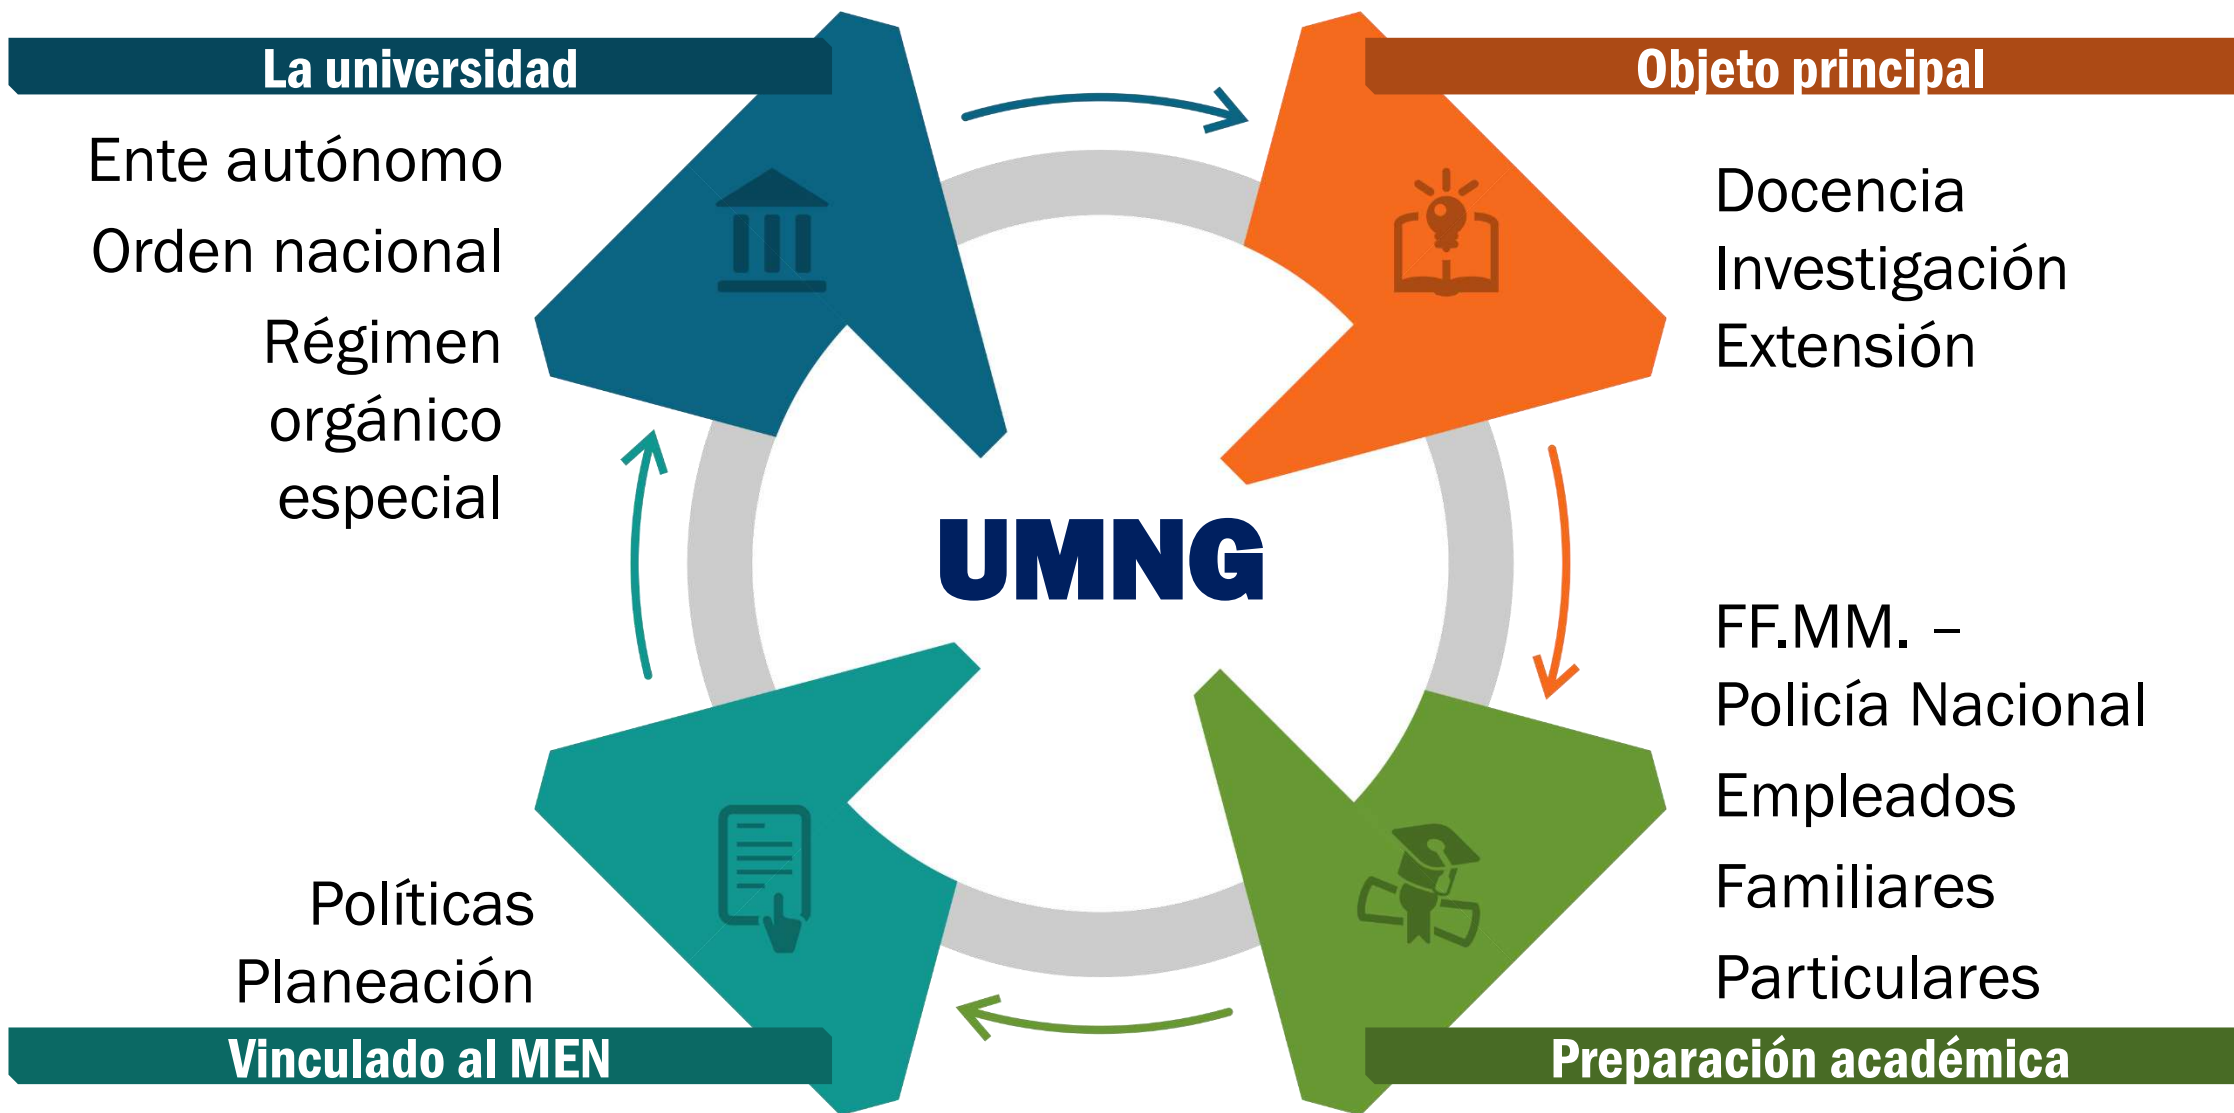 La universidad
Ente autónomo
Orden nacional
Régimen
orgánico
especial
Objeto principal
Docencia
Investigación
Extensión
UMNG
FF.MM. –
Policía Nacional
Empleados
Familiares
Particulares
Preparación académica
Políticas
Planeación
Vinculado al MEN